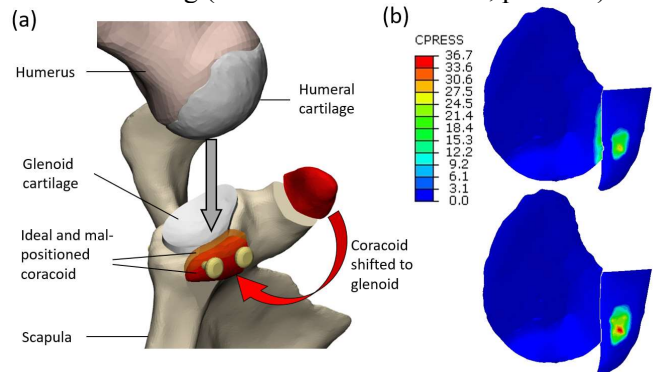 (a)
Humerus
Humeral
cartilage
Glenoid
cartilage
Ideal and mal-
positioned
coracoid
Coracoid
shifted to
glenoid
Scapula
(b)
CPRESS
36.7
33.6
30.6
27.5
24.5
21.4
18.4
15.3
12.2
9.2
6.1
3.1
0.0